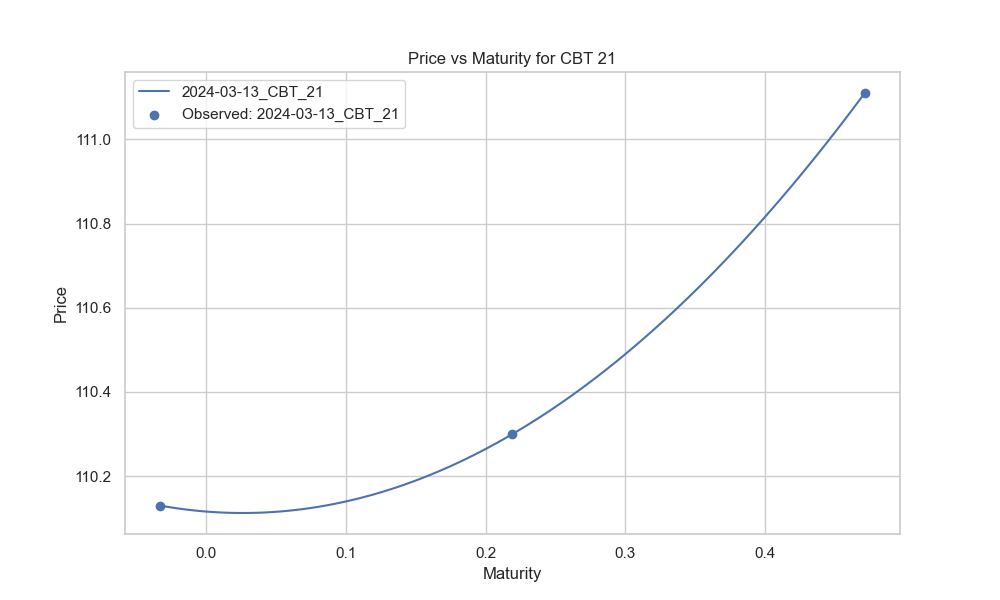 Price vs Maturity for CBT 21
2024-03-13_CBT_21
Observed: 2024-03-13_CBT_21
111.0
110.8
110.6
110.4
110.2
Price
0.0 0.1 0.2 0.3 0.4
Maturity